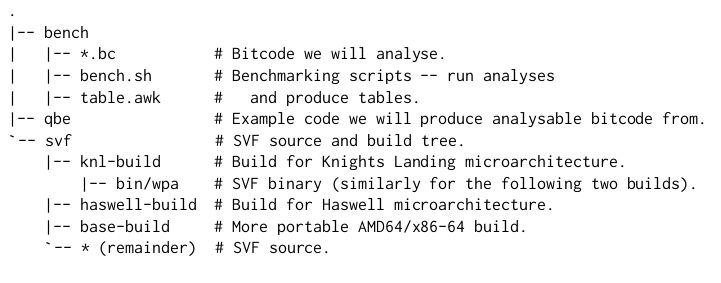 .
|-- bench
|   |-- *.bc           # Bitcode we will analyse.
|   |-- bench.sh       # Benchmarking scripts -- run analyses
|   |-- table.awk      #   and produce tables.
|-- qbe                # Example code we will produce analysable bitcode from.
`-- svf                # SVF source and build tree.
    |-- knl-build      # Build for Knights Landing microarchitecture.
        |-- bin/wpa    # SVF binary (similarly for the following two builds).
    |-- haswell-build  # Build for Haswell microarchitecture.
    |-- base-build     # More portable AMD64/x86-64 build.
    `-- * (remainder)  # SVF source.